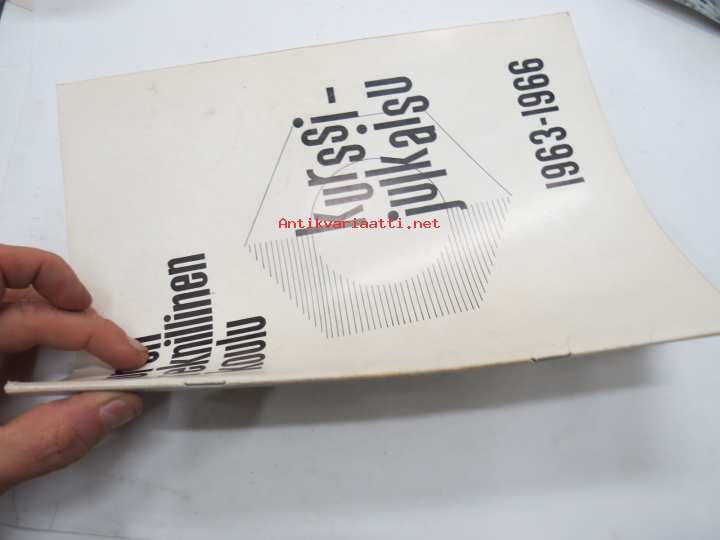 teknillinen
koulu
kurssi-
julkaisu
1963-1966
Antikvariaatti.net